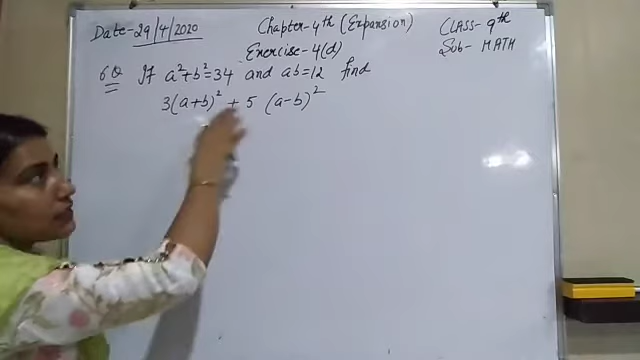 Date-29/4/2020
Chapter-4th (Expansion)
CLASS- 9th
Exercise-4(d)
Sub- MATH
6Q If a²+b²=34 and ab=12 find
3(a+b)² + 5 (a-b)²